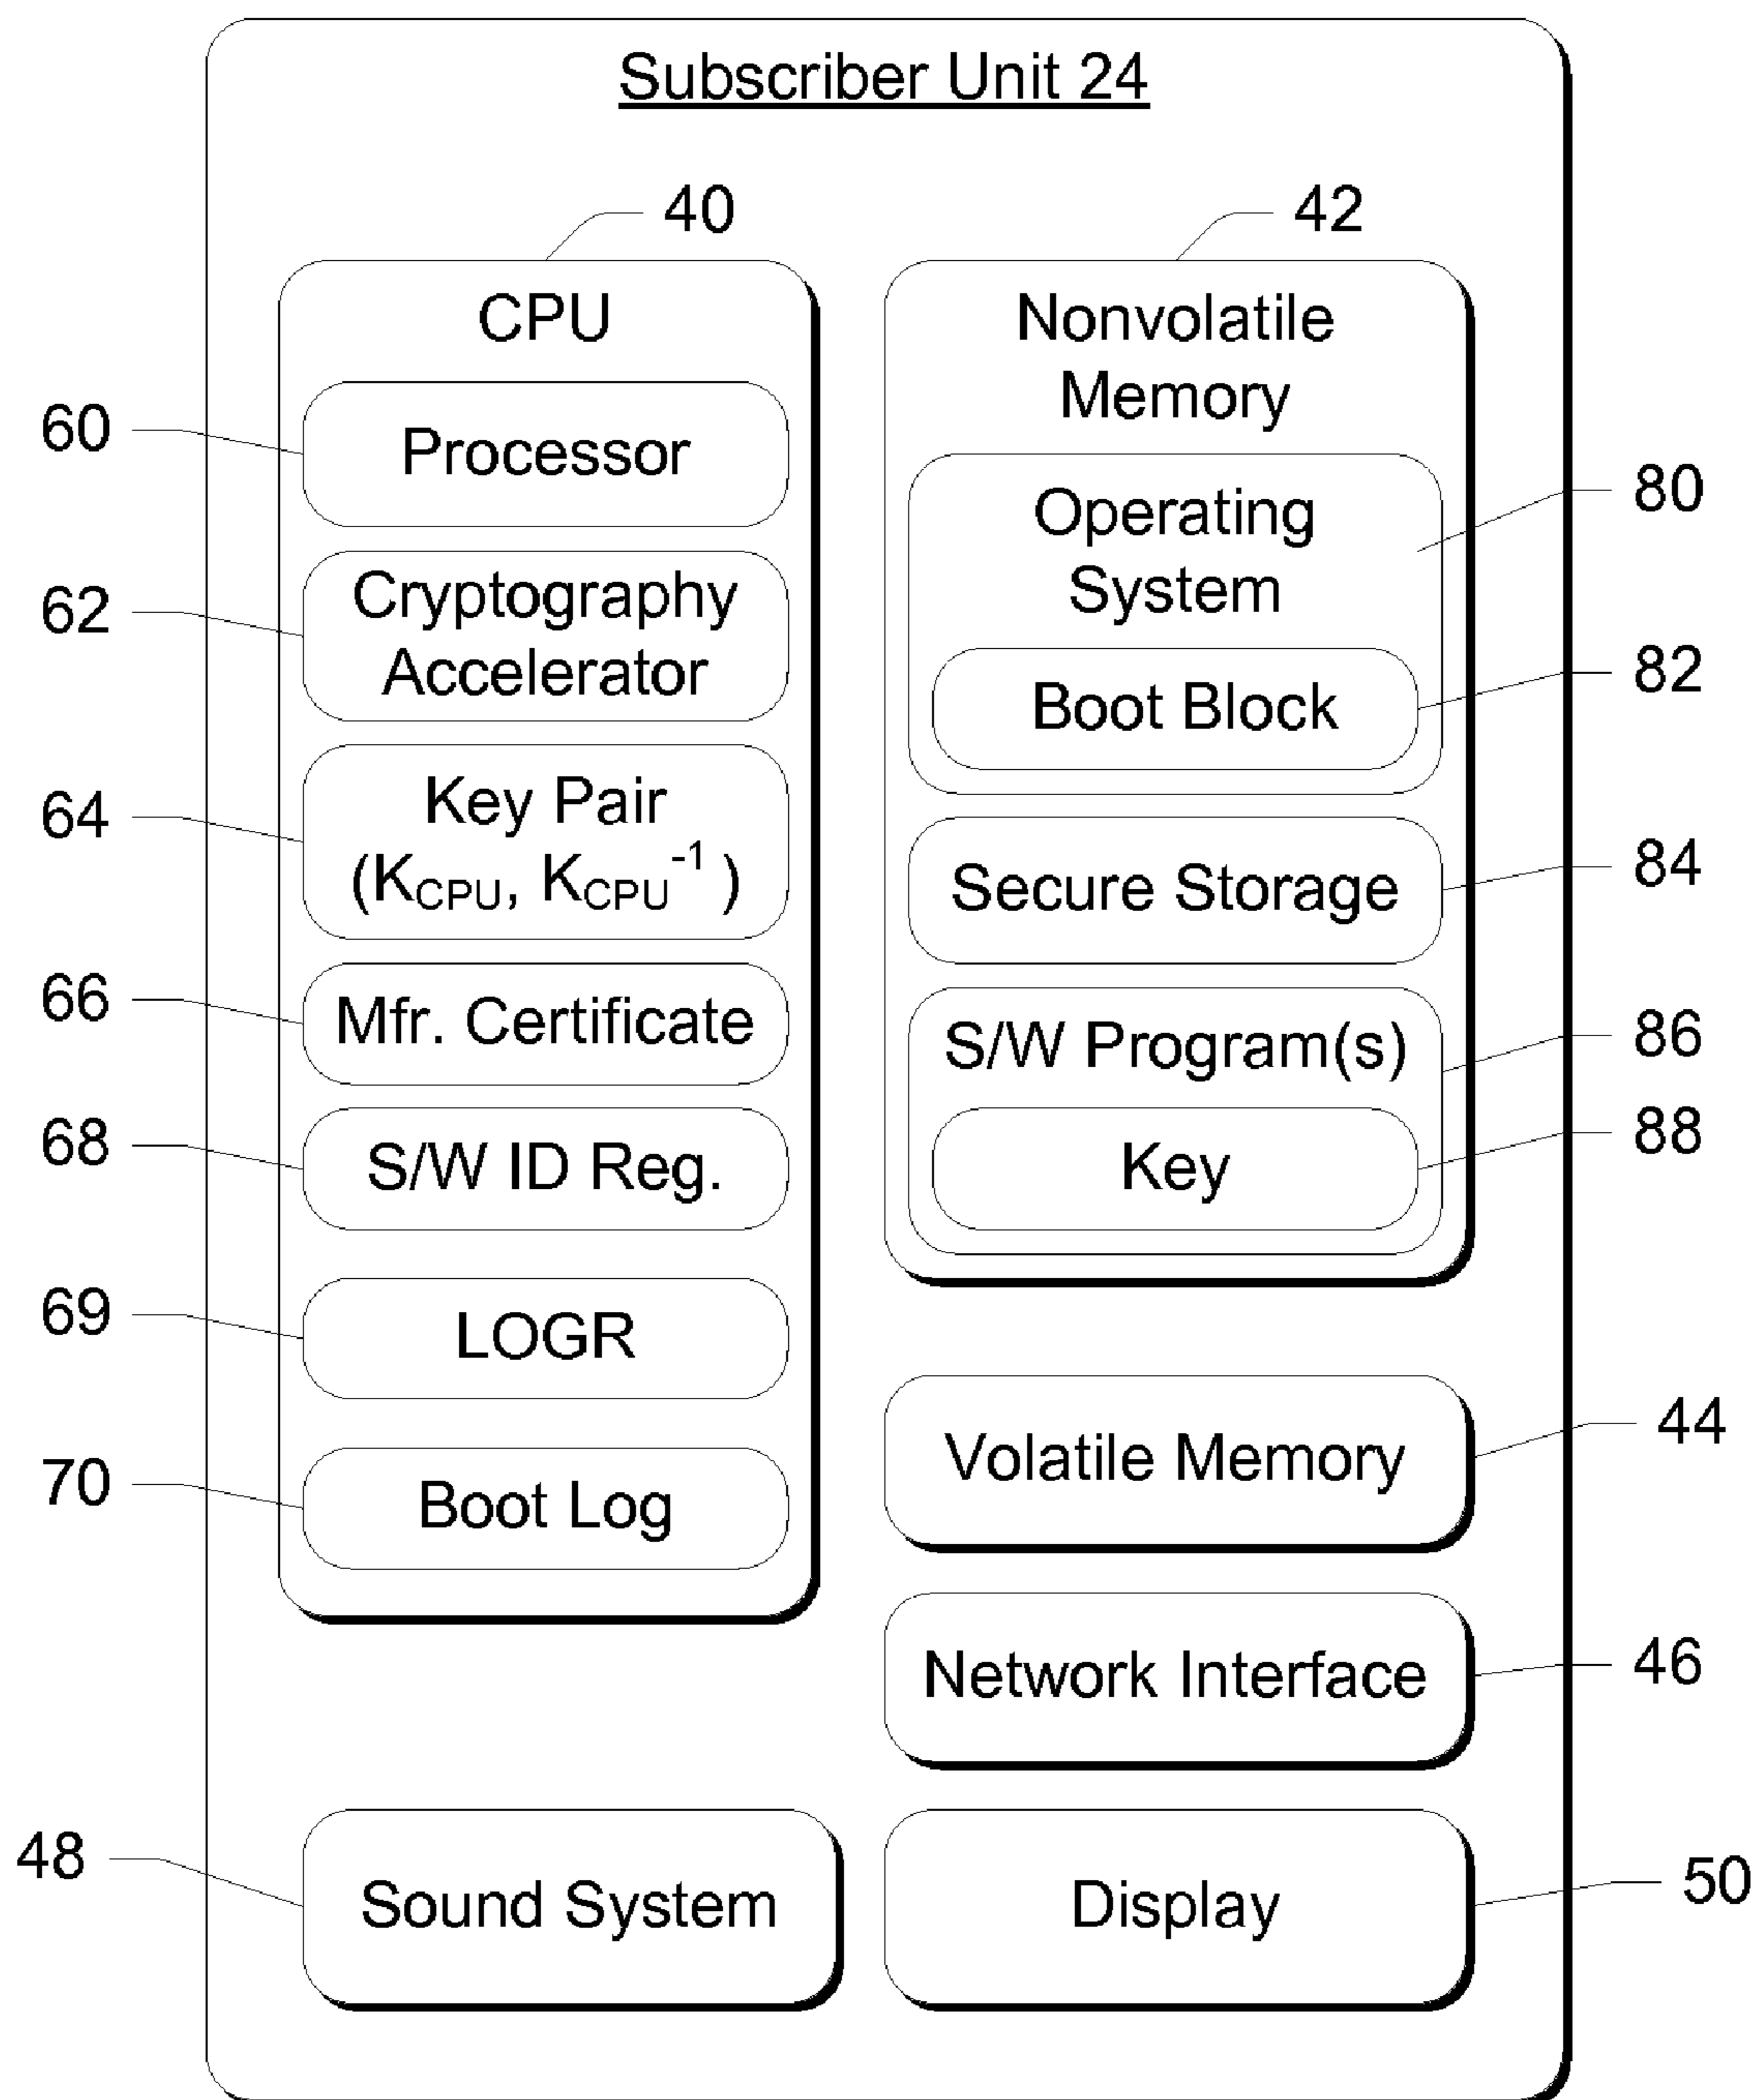 Subscriber Unit 24
40
CPU
60
Processor
62
Cryptography
Accelerator
64
Key Pair
(K_CPU, K_CPU^-1 )
66
Mfr. Certificate
68
S/W ID Reg.
69
LOGR
70
Boot Log
42
Nonvolatile
Memory
Operating
System
80
Boot Block
82
Secure Storage
84
S/W Program(s)
86
Key
88
Volatile Memory
44
Network Interface
46
48
Sound System
Display
50